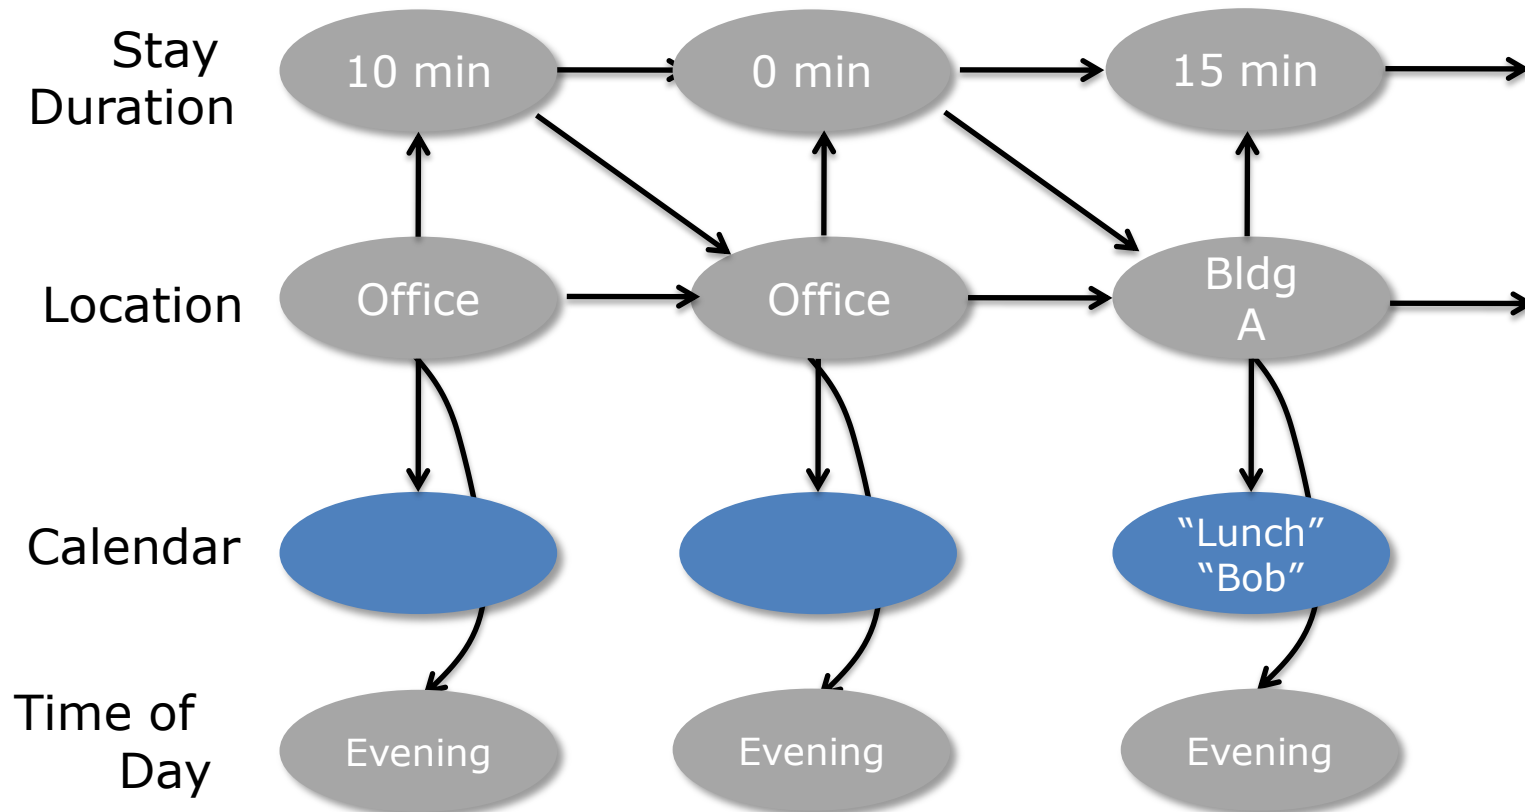 Stay
Duration
10 min
0 min
15 min
Location
Office
Office
Bldg
A
Calendar
“Lunch”
“Bob”
Time of
Day
Evening
Evening
Evening